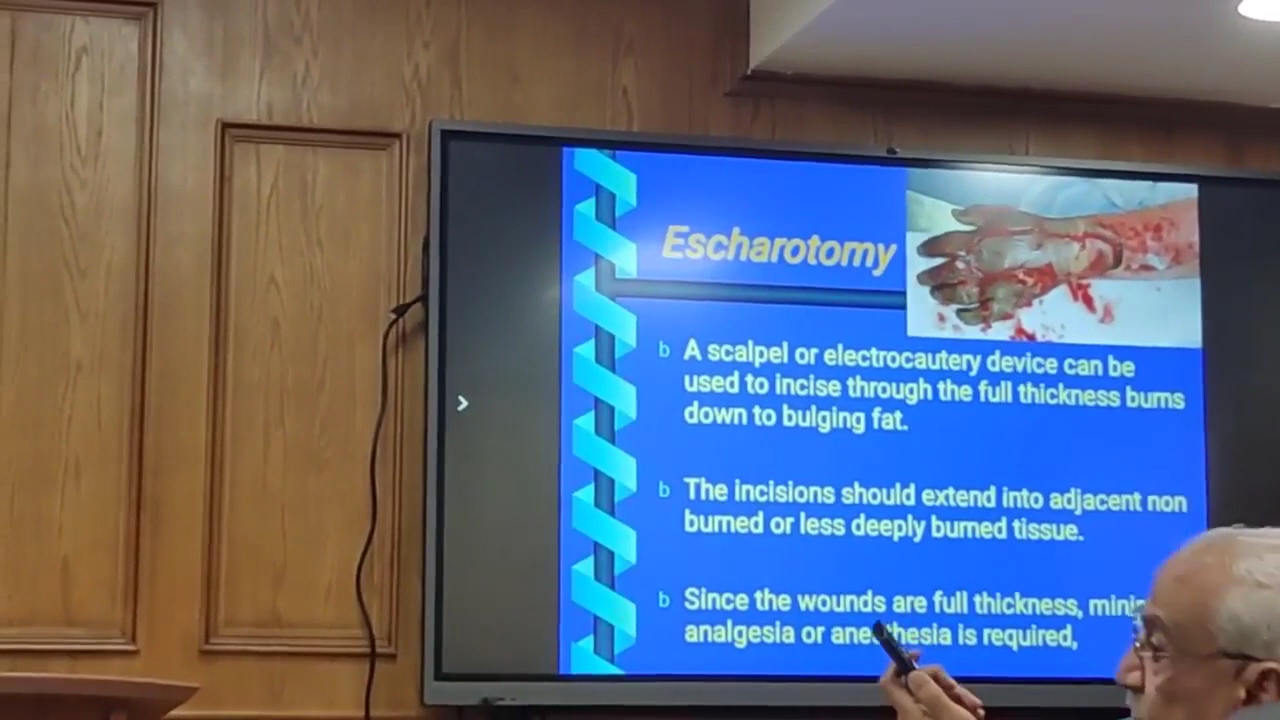 Escharotomy
b A scalpel or electrocautery device can be
used to incise through the full thickness burns
down to bulging fat.
b The incisions should extend into adjacent non
burned or less deeply burned tissue.
b Since the wounds are full thickness,
analgesia or anesthesia is required,